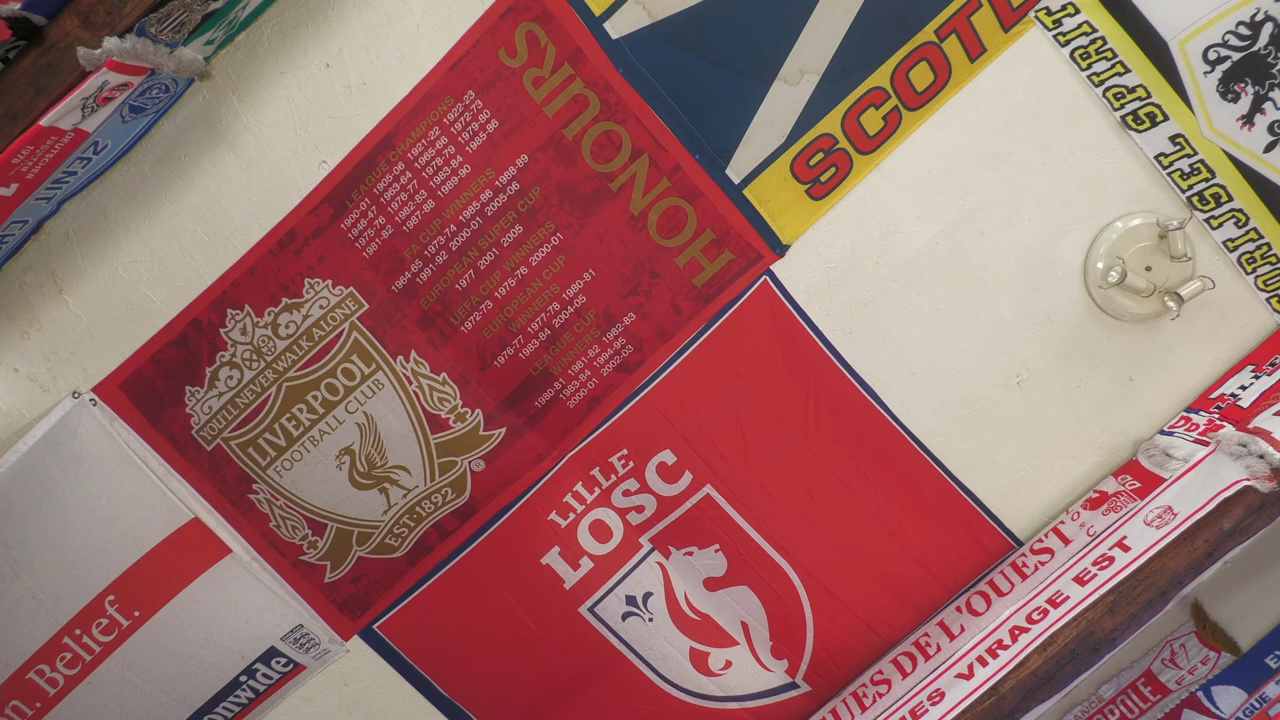 HONOURS
LEAGUE CHAMPIONS
1900-01 1905-06 1921-22 1922-23
1946-47 1963-64 1965-66 1972-73
1975-76 1976-77 1978-79 1979-80
1981-82 1982-83 1983-84 1985-86
1987-88 1989-90
FA CUP WINNERS
1964-65 1973-74 1985-86 1988-89
1991-92 2000-01 2005-06
EUROPEAN SUPER CUP
1977 2001 2005
UEFA CUP WINNERS
1972-73 1975-76 2000-01
EUROPEAN CUP
WINNERS
1976-77 1977-78 1980-81
1983-84 2004-05
LEAGUE CUP
WINNERS
1980-81 1981-82 1982-83
1983-84 1994-95
2000-01 2002-03
YOU'LL NEVER WALK ALONE
LIVERPOOL
FOOTBALL CLUB
EST·1892
®
LILLE
LOSC
SPIRIT
DEUTSCHER
1978
1
ZENIT
Belief.
L'OUEST
VIRAGE EST
FFF